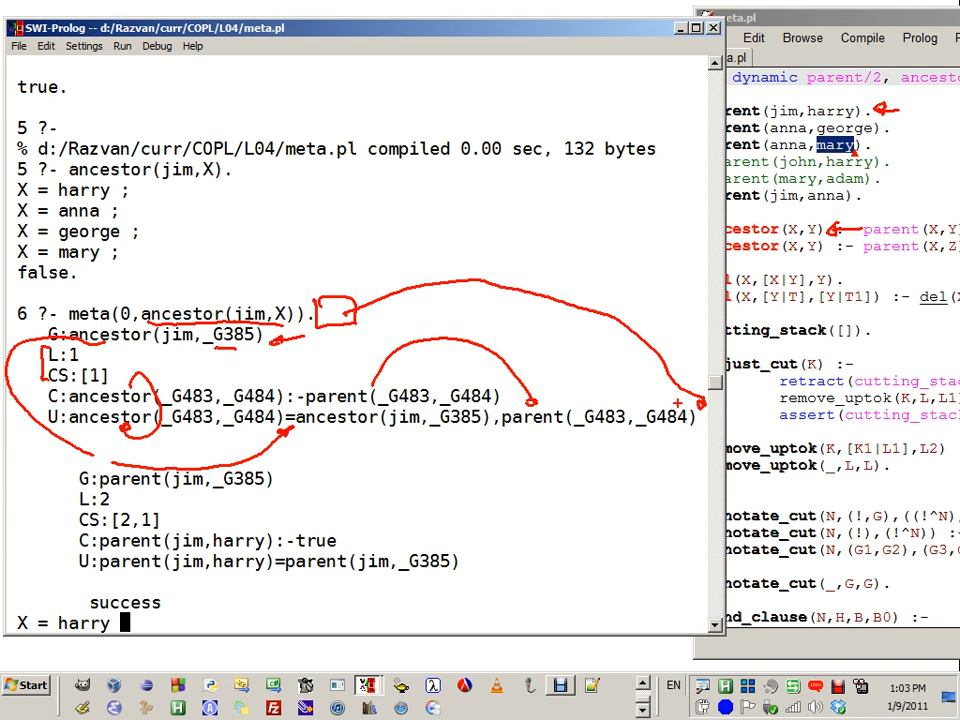 SWI-Prolog -- d:/Razvan/curr/COPL/L04/meta.pl
File Edit Settings Run Debug Help
true.
5 ?-
% d:/Razvan/curr/COPL/L04/meta.pl compiled 0.00 sec, 132 bytes
5 ?- ancestor(jim,X).
X = harry ;
X = anna ;
X = george ;
X = mary ;
false.
6 ?- meta(0,ancestor(jim,X)).
G:ancestor(jim,_G385)
L:1
CS:[1]
C:ancestor(_G483,_G484):-parent(_G483,_G484)
U:ancestor(_G483,_G484)=ancestor(jim,_G385),parent(_G483,_G484)
G:parent(jim,_G385)
L:2
CS:[2,1]
C:parent(jim,harry):-true
U:parent(jim,harry)=parent(jim,_G385)
success
X = harry
eta.pl
Edit Browse Compile Prolog
a.pl
dynamic parent/2, ancest
rent(jim,harry).
rent(anna,george).
rent(anna,mary).
arent(john,harry).
arent(mary,adam).
rent(jim,anna).
cestor(X,Y) :- parent(X,Y
cestor(X,Y) :- parent(X,Z
l(X,[X|Y],Y).
l(X,[Y|T],[Y|T1]) :- del(X
tting_stack([]).
just_cut(K) :-
retract(cutting_sta
remove_uptok(K,L,L1
assert(cutting_stac
move_uptok(K,[K1|L1],L2)
move_uptok(_,L,L).
notate_cut(N,(!,G),((!^N)
notate_cut(N,(!),(!^N)) :
notate_cut(N,(G1,G2),(G3,G
notate_cut(_,G,G).
nd_clause(N,H,B,B0) :-
Start
EN
1:03 PM
1/9/2011